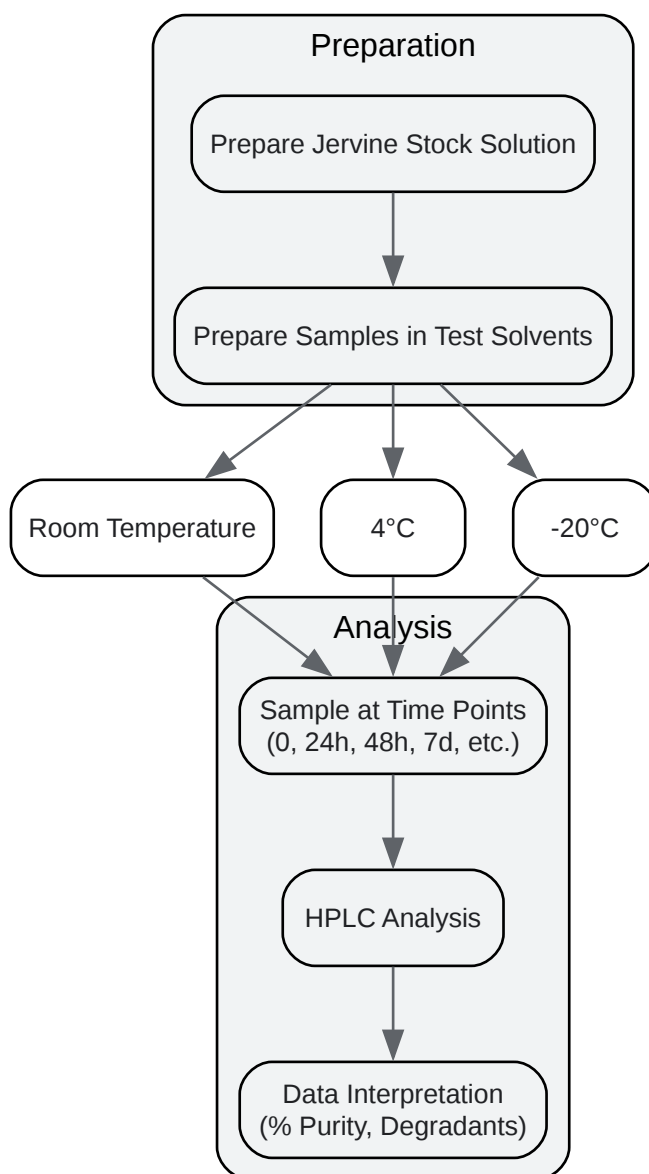 Preparation
Prepare Jervine Stock Solution
Prepare Samples in Test Solvents
Room Temperature
4°C
-20°C
Analysis
Sample at Time Points
(0, 24h, 48h, 7d, etc.)
HPLC Analysis
Data Interpretation
(% Purity, Degradants)